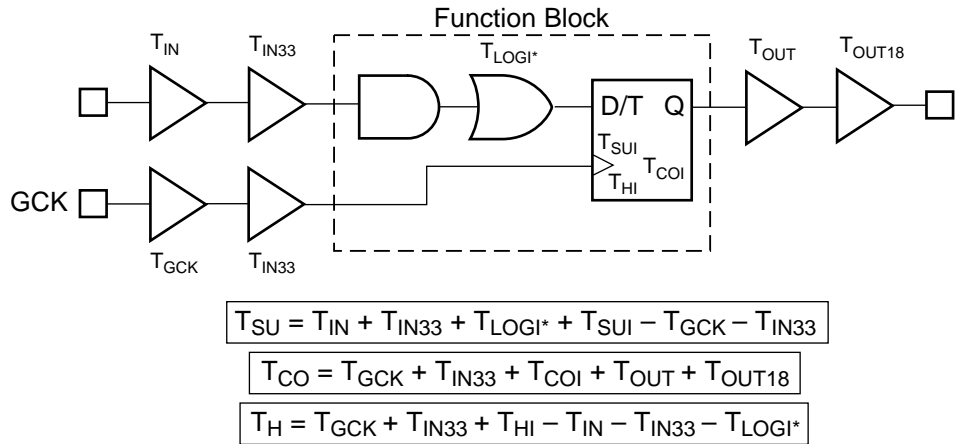 Function Block
T_IN T_IN33 T_LOGI* T_OUT T_OUT18
D/T Q
T_SUI
T_HI T_COI
GCK
T_GCK T_IN33
T_SU = T_IN + T_IN33 + T_LOGI* + T_SUI – T_GCK – T_IN33
T_CO = T_GCK + T_IN33 + T_COI + T_OUT + T_OUT18
T_H = T_GCK + T_IN33 + T_HI – T_IN – T_IN33 – T_LOGI*